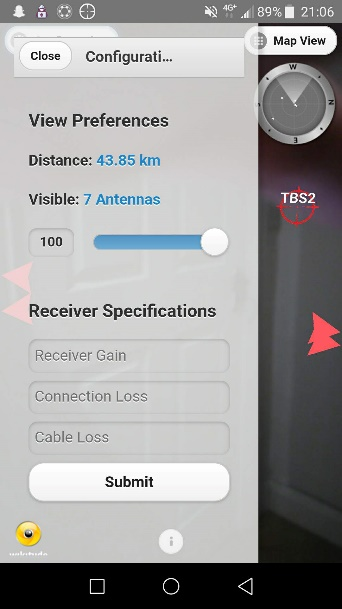 4G+ 89% 21:06
Close Configurati... Map View
W
N
View Preferences
Distance: 43.85 km
Visible: 7 Antennas
TBS2
100
Receiver Specifications
Receiver Gain
Connection Loss
Cable Loss
Submit
i